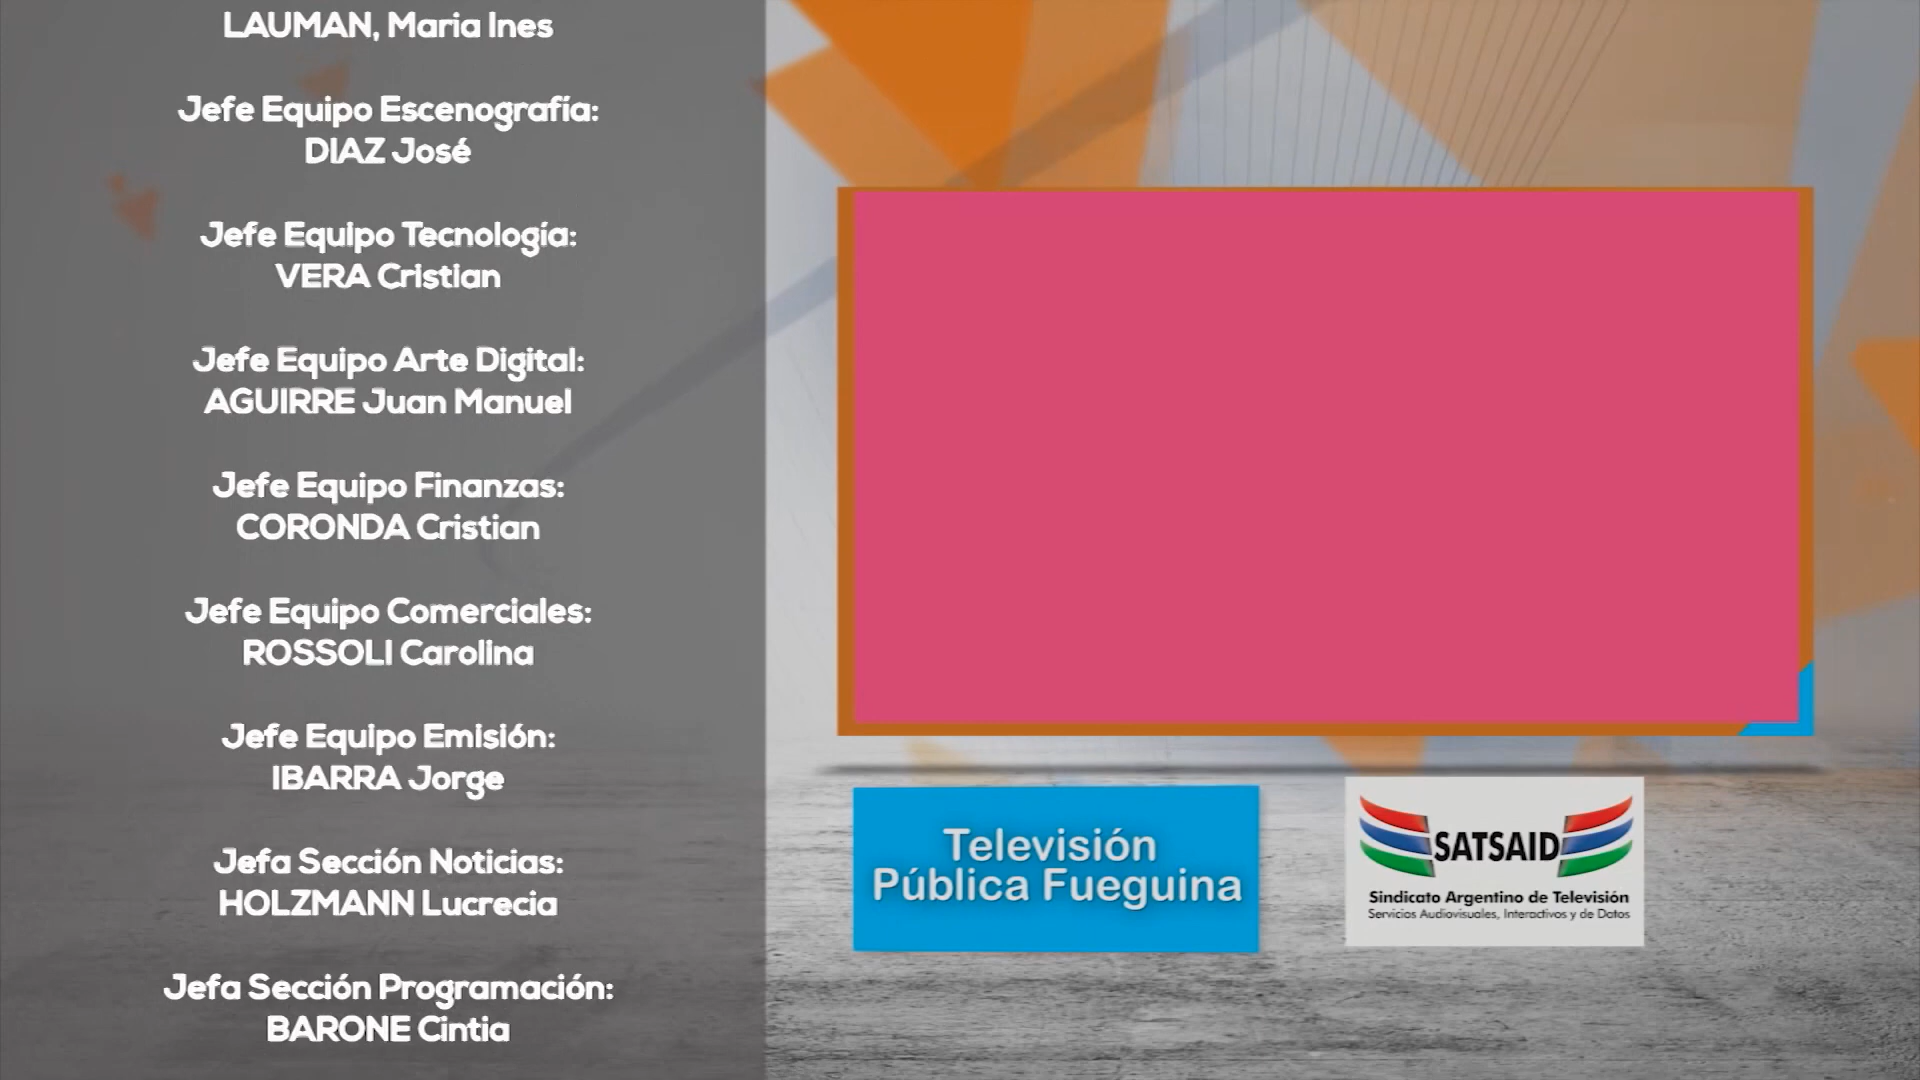 LAUMAN, Maria Ines
Jefe Equipo Escenografía:
DIAZ José
Jefe Equipo Tecnología:
VERA Cristian
Jefe Equipo Arte Digital:
AGUIRRE Juan Manuel
Jefe Equipo Finanzas:
CORONDA Cristian
Jefe Equipo Comerciales:
ROSSOLI Carolina
Jefe Equipo Emisión:
IBARRA Jorge
Jefa Sección Noticias:
HOLZMANN Lucrecia
Jefa Sección Programación:
BARONE Cintia
Televisión
Pública Fueguina
SATSAID
Sindicato Argentino de Televisión
Servicios Audiovisuales, Interactivos y de Datos